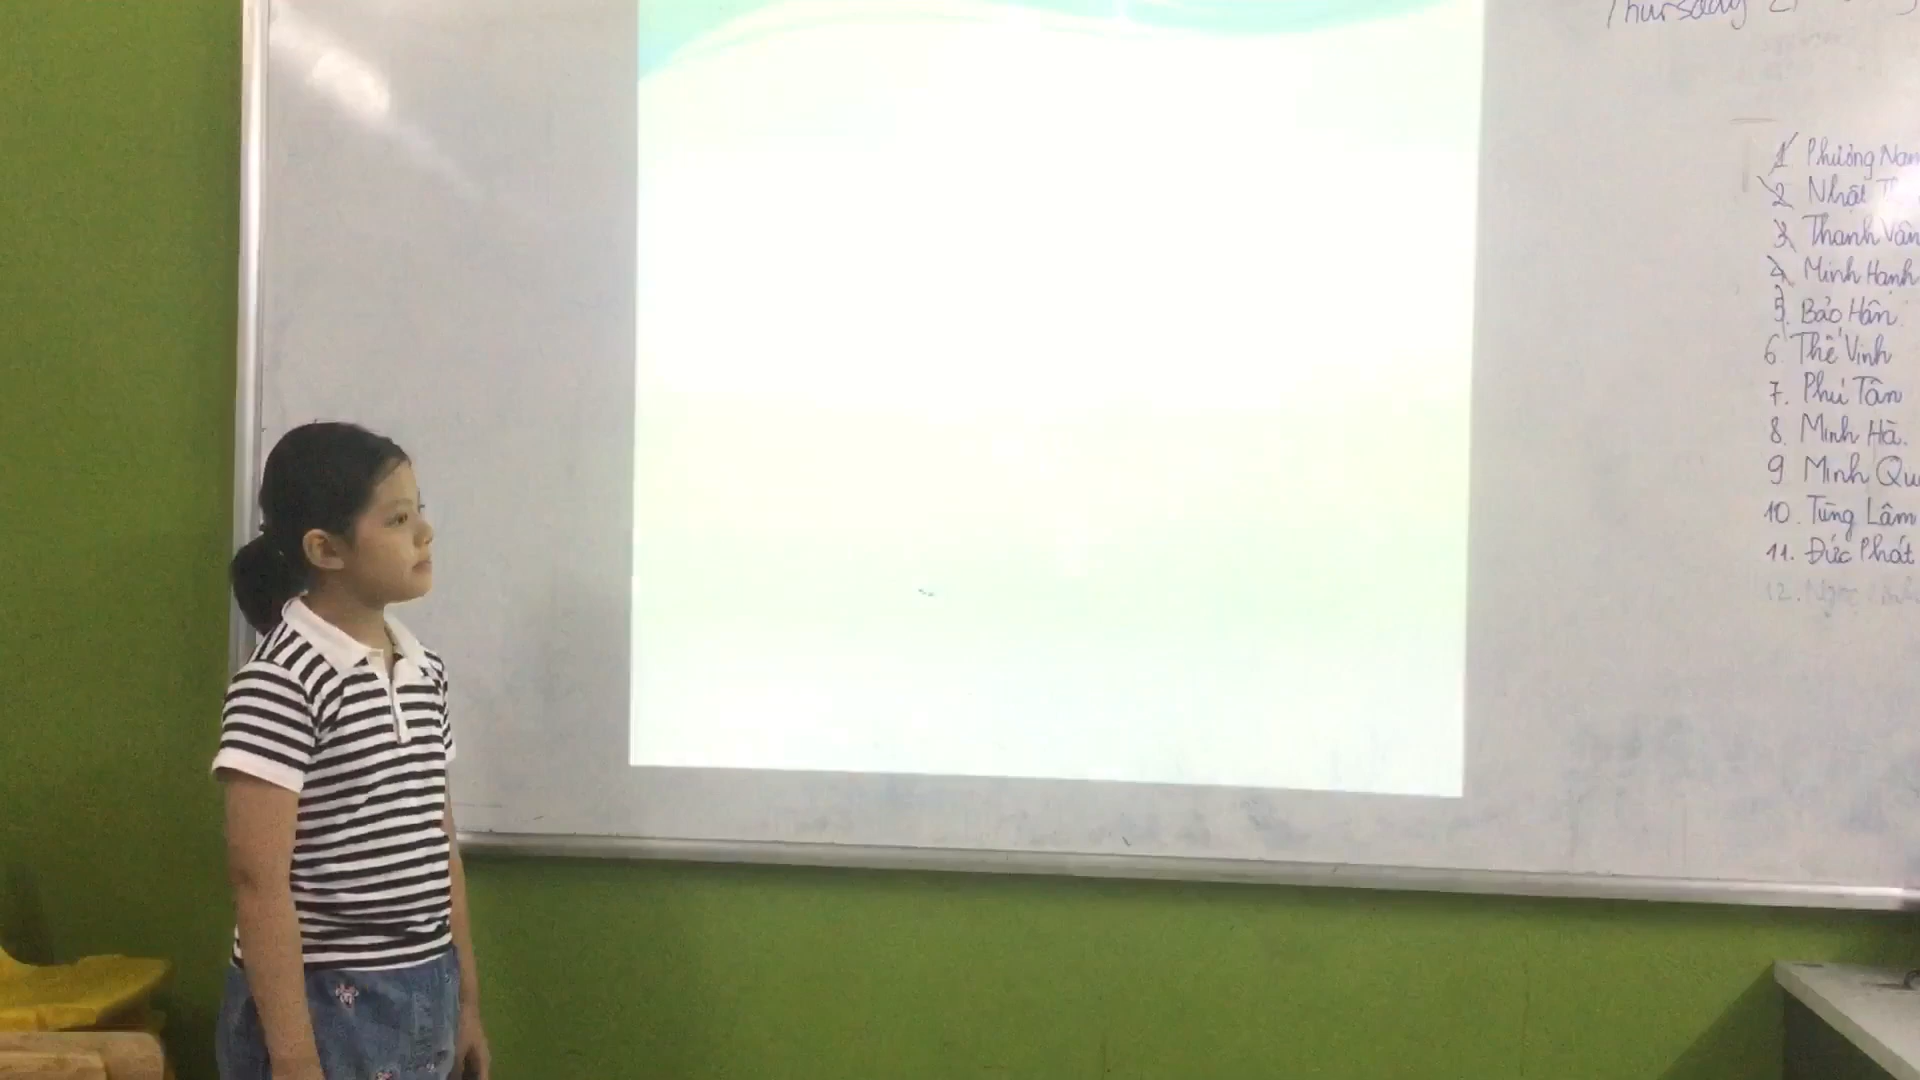 Thursday
1. Phương Nam
2. Nhật
3. Thanh Vân
4. Minh Hạnh
5. Bảo Hân
6. Thế Vinh
7. Phú Tân
8. Minh Hà.
9 Minh
10. Tùng Lâm
11. Đức Phát
12.